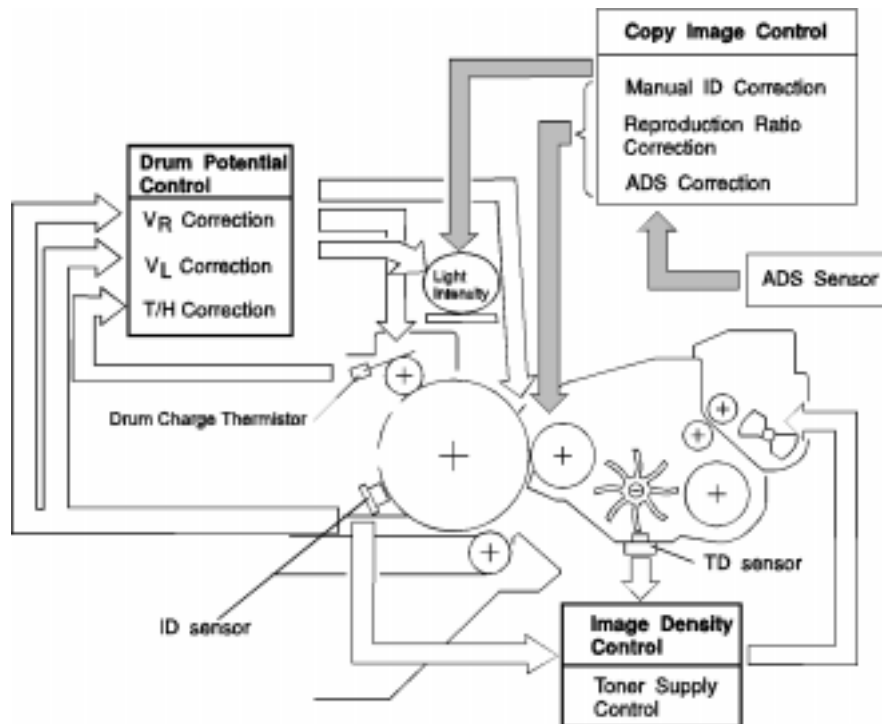 Copy Image Control
Manual ID Correction
Reproduction Ratio
Correction
ADS Correction
Drum Potential
Control
VR Correction
VL Correction
T/H Correction
Light
Intensity
ADS Sensor
Drum Charge Thermistor
TD sensor
ID sensor
Image Density
Control
Toner Supply
Control